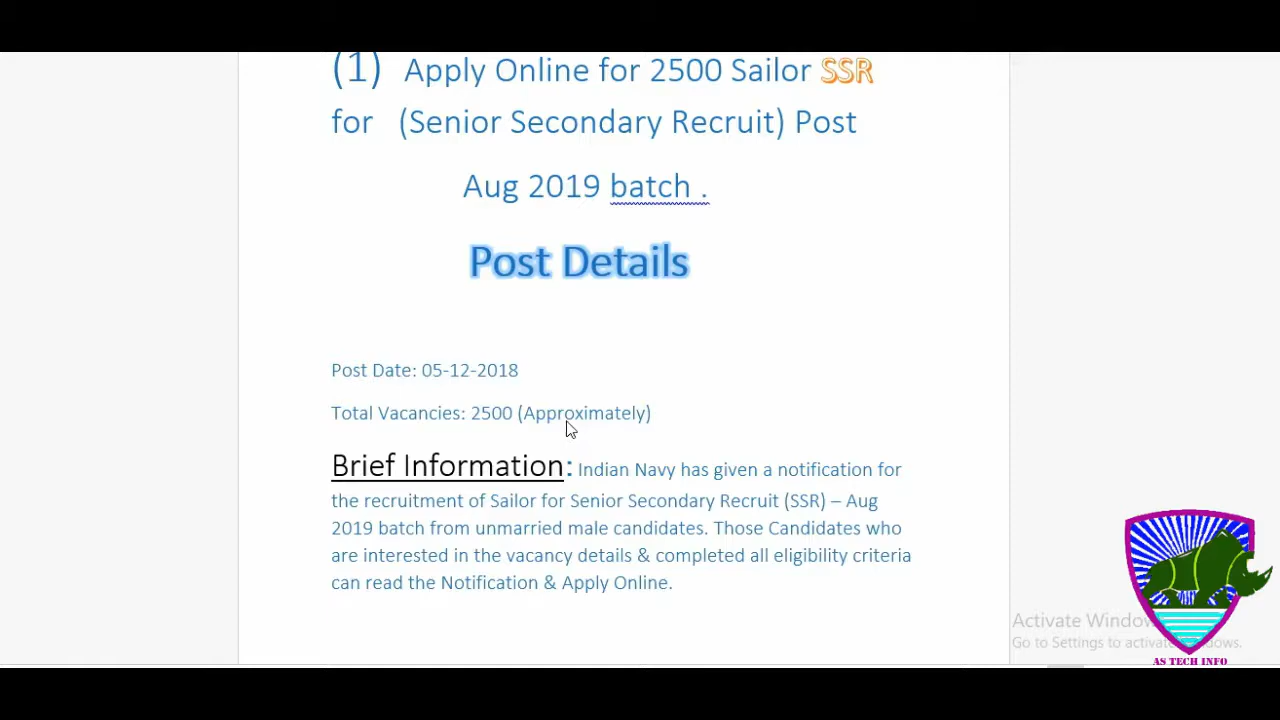 (1) Apply Online for 2500 Sailor SSR
for (Senior Secondary Recruit) Post
Aug 2019 batch .
Post Details
Post Date: 05-12-2018
Total Vacancies: 2500 (Approximately)
Brief Information: Indian Navy has given a notification for
the recruitment of Sailor for Senior Secondary Recruit (SSR) – Aug
2019 batch from unmarried male candidates. Those Candidates who
are interested in the vacancy details & completed all eligibility criteria
can read the Notification & Apply Online.
Activate Windows
Go to Settings to activate Windows.
AS TECH INFO